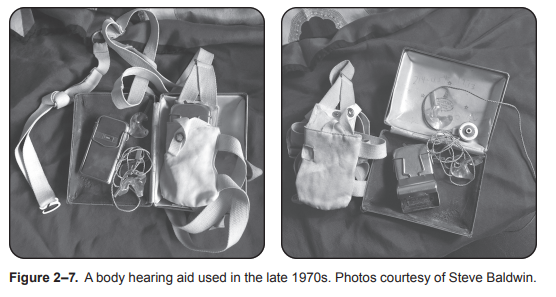 Figure 2–7. A body hearing aid used in the late 1970s. Photos courtesy of Steve Baldwin.